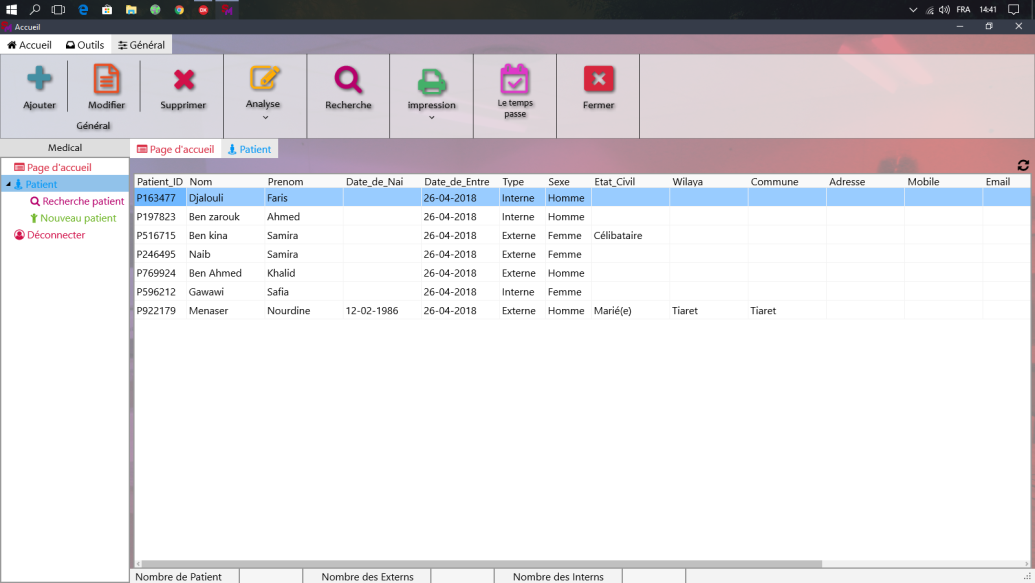 FRA 14:41
Accueil
Accueil Outils Général
Ajouter Modifier Supprimer Analyse Recherche impression Le temps passe Fermer
Général
Medical
Page d'accueil Patient
Page d'accueil
Patient
Recherche patient
Nouveau patient
Déconnecter
Patient_ID Nom Prenom Date_de_Nai Date_de_Entre Type Sexe Etat_Civil Wilaya Commune Adresse Mobile Email
P163477 Djalouli Faris 26-04-2018 Interne Homme
P197823 Ben zarouk Ahmed 26-04-2018 Interne Homme
P516715 Ben kina Samira 26-04-2018 Externe Femme Célibataire
P246495 Naib Samira 26-04-2018 Externe Femme
P769924 Ben Ahmed Khalid 26-04-2018 Externe Homme
P596212 Gawawi Safia 26-04-2018 Interne Femme
P922179 Menaser Nourdine 12-02-1986 26-04-2018 Externe Homme Marié(e) Tiaret Tiaret
Nombre de Patient Nombre des Externs Nombre des Interns